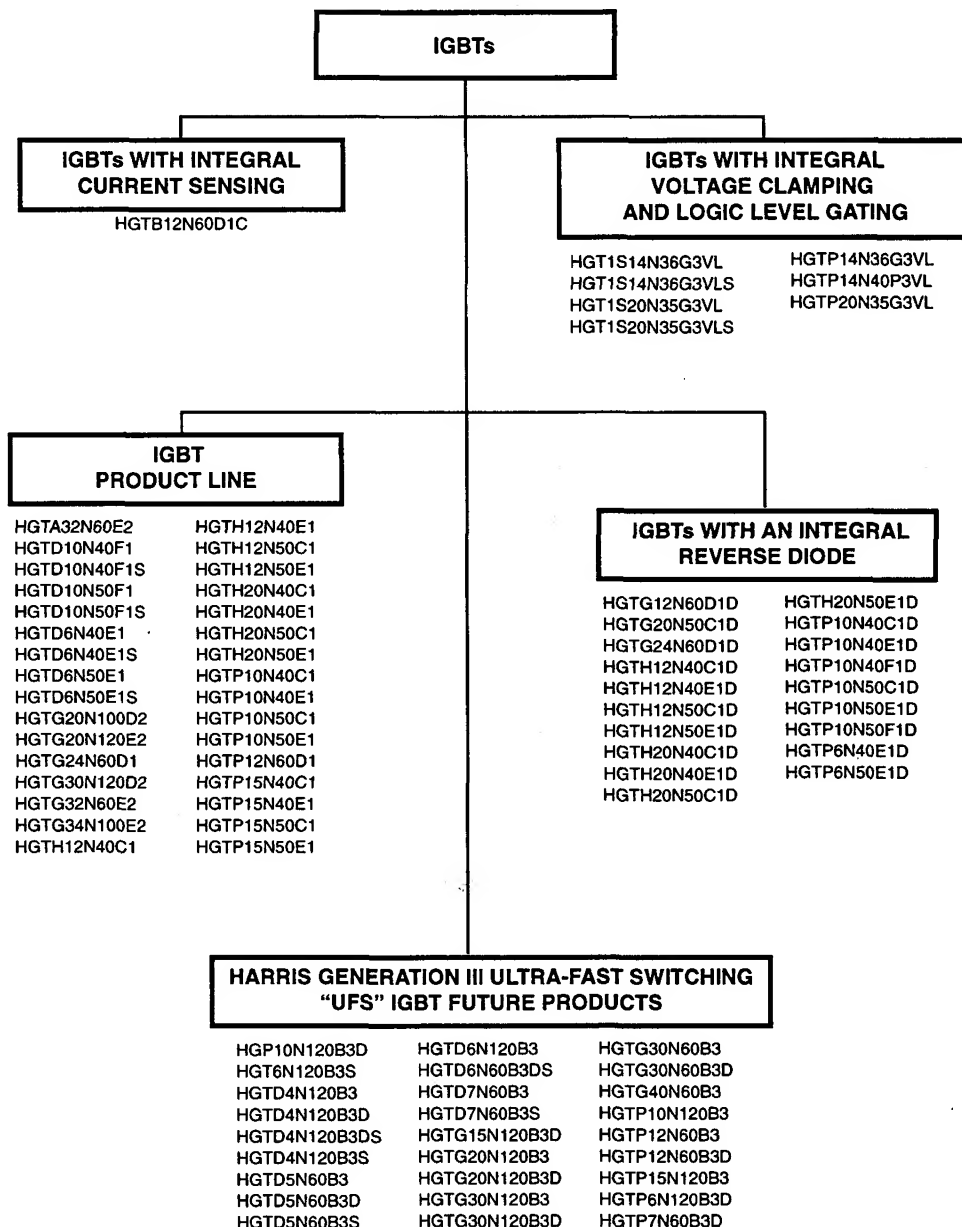 IGBTs
IGBTs WITH INTEGRAL
CURRENT SENSING
HGTB12N60D1C
IGBTs WITH INTEGRAL
VOLTAGE CLAMPING
AND LOGIC LEVEL GATING
HGT1S14N36G3VL
HGT1S14N36G3VLS
HGT1S20N35G3VL
HGT1S20N35G3VLS
HGTP14N36G3VL
HGTP14N40P3VL
HGTP20N35G3VL
IGBT
PRODUCT LINE
HGTA32N60E2
HGTD10N40F1
HGTD10N40F1S
HGTD10N50F1
HGTD10N50F1S
HGTD6N40E1
HGTD6N40E1S
HGTD6N50E1
HGTD6N50E1S
HGTG20N100D2
HGTG20N120E2
HGTG24N60D1
HGTG30N120D2
HGTG32N60E2
HGTG34N100E2
HGTH12N40C1
HGTH12N40E1
HGTH12N50C1
HGTH12N50E1
HGTH20N40C1
HGTH20N40E1
HGTH20N50C1
HGTH20N50E1
HGTP10N40C1
HGTP10N40E1
HGTP10N50C1
HGTP10N50E1
HGTP12N60D1
HGTP15N40C1
HGTP15N40E1
HGTP15N50C1
HGTP15N50E1
IGBTs WITH AN INTEGRAL
REVERSE DIODE
HGTG12N60D1D
HGTG20N50C1D
HGTG24N60D1D
HGTH12N40C1D
HGTH12N40E1D
HGTH12N50C1D
HGTH12N50E1D
HGTH20N40C1D
HGTH20N40E1D
HGTH20N50C1D
HGTH20N50E1D
HGTP10N40C1D
HGTP10N40E1D
HGTP10N40F1D
HGTP10N50C1D
HGTP10N50E1D
HGTP10N50F1D
HGTP6N40E1D
HGTP6N50E1D
HARRIS GENERATION III ULTRA-FAST SWITCHING
“UFS” IGBT FUTURE PRODUCTS
HGP10N120B3D
HGT6N120B3S
HGTD4N120B3
HGTD4N120B3D
HGTD4N120B3DS
HGTD4N120B3S
HGTD5N60B3
HGTD5N60B3D
HGTD5N60B3S
HGTD6N120B3
HGTD6N60B3DS
HGTD7N60B3
HGTD7N60B3S
HGTG15N120B3D
HGTG20N120B3
HGTG20N120B3D
HGTG30N120B3
HGTG30N120B3D
HGTG30N60B3
HGTG30N60B3D
HGTG40N60B3
HGTP10N120B3
HGTP12N60B3
HGTP12N60B3D
HGTP15N120B3
HGTP6N120B3D
HGTP7N60B3D